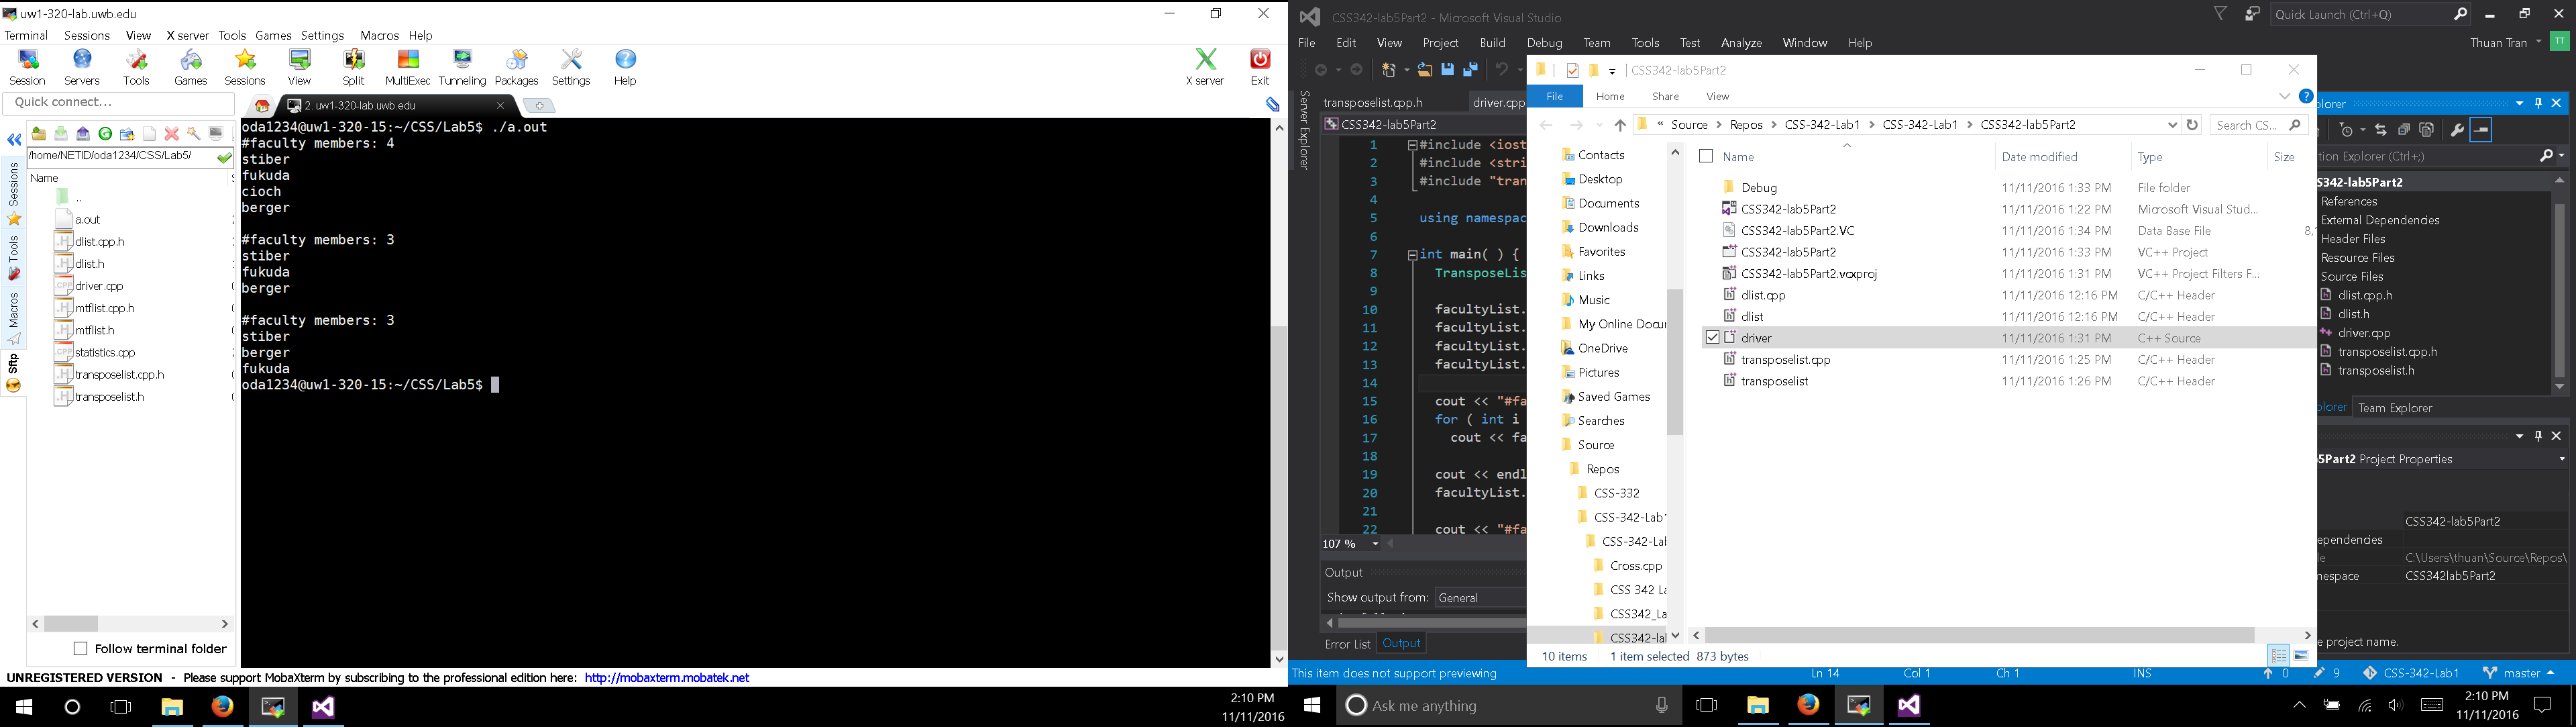 uw1-320-lab.uwb.edu
Terminal Sessions View X server Tools Games Settings Macros Help
Session Servers Tools Games Sessions View Split MultiExec Tunneling Packages Settings Help X server Exit
Quick connect...
2. uw1-320-lab.uwb.edu
/home/NETID/oda1234/CSS/Lab5/
Name
..
a.out
dlist.cpp.h
dlist.h
driver.cpp
mtflist.cpp.h
mtflist.h
statistics.cpp
transposelist.cpp.h
transposelist.h
Sessions
Tools
Macros
Sftp
Follow terminal folder
oda1234@uw1-320-15:~/CSS/Lab5$ ./a.out
#faculty members: 4
stiber
fukuda
cioch
berger
#faculty members: 3
stiber
fukuda
berger
#faculty members: 3
stiber
berger
fukuda
oda1234@uw1-320-15:~/CSS/Lab5$
UNREGISTERED VERSION - Please support MobaXterm by subscribing to the professional edition here: http://mobaxterm.mobatek.net
2:10 PM
11/11/2016
CSS342-lab5Part2 - Microsoft Visual Studio
Quick Launch (Ctrl+Q)
File Edit View Project Build Debug Team Tools Test Analyze Window Help
Thuan Tran TT
Server Explorer
transposelist.cpp.h driver.cpp
CSS342-lab5Part2
1 #include <iost
2 #include <stri
3 #include "tran
4
5 using namespac
6
7 int main( ) {
8 TransposeLis
9
10 facultyList.
11 facultyList.
12 facultyList.
13 facultyList.
14
15 cout << "#fa
16 for ( int i
17 cout << fa
18
19 cout << endl
20 facultyList.
21
22 cout << "#fa
107 %
Output
Show output from: General
Error List Output
This item does not support previewing
Ln 14 Col 1 Ch 1 INS
0 9 CSS-342-Lab1 master
CSS342-lab5Part2
File Home Share View
« Source › Repos › CSS-342-Lab1 › CSS-342-Lab1 › CSS342-lab5Part2
Search CS...
Contacts
Desktop
Documents
Downloads
Favorites
Links
Music
My Online Docu
OneDrive
Pictures
Saved Games
Searches
Source
Repos
CSS-332
CSS-342-Lab1
CSS-342-Lal
Cross.cpp
CSS 342 La
CSS342_La
CSS342-lal
Name Date modified Type Size
Debug 11/11/2016 1:33 PM File folder
CSS342-lab5Part2 11/11/2016 1:22 PM Microsoft Visual Stud...
CSS342-lab5Part2.VC 11/11/2016 1:34 PM Data Base File 8,
CSS342-lab5Part2 11/11/2016 1:33 PM VC++ Project
CSS342-lab5Part2.vcxproj 11/11/2016 1:31 PM VC++ Project Filters F...
dlist.cpp 11/11/2016 12:16 PM C/C++ Header
dlist 11/11/2016 12:16 PM C/C++ Header
driver 11/11/2016 1:31 PM C++ Source
transposelist.cpp 11/11/2016 1:25 PM C/C++ Header
transposelist 11/11/2016 1:26 PM C/C++ Header
10 items 1 item selected 873 bytes
plorer
tion Explorer (Ctrl+;)
S342-lab5Part2
References
External Dependencies
Header Files
Resource Files
Source Files
dlist.cpp.h
dlist.h
driver.cpp
transposelist.cpp.h
transposelist.h
plorer Team Explorer
b5Part2 Project Properties
CSS342-lab5Part2
ependencies
le C:\Users\thuan\Source\Repos\
nespace CSS342lab5Part2
e project name.
Ask me anything
2:10 PM
11/11/2016